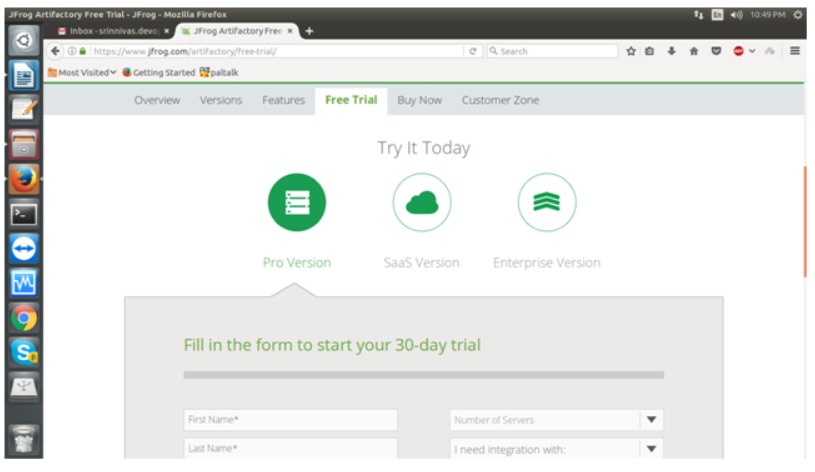 JFrog Artifactory Free Trial - JFrog - Mozilla Firefox
En 10:49 PM
Inbox - srinnivas.devo
JFrog Artifactory Free
https://www.jfrog.com/artifactory/free-trial/
Search
Most Visited Getting Started paltalk
Overview Versions Features Free Trial Buy Now Customer Zone
Try It Today
Pro Version SaaS Version Enterprise Version
Fill in the form to start your 30-day trial
First Name* Number of Servers
Last Name* I need integration with: